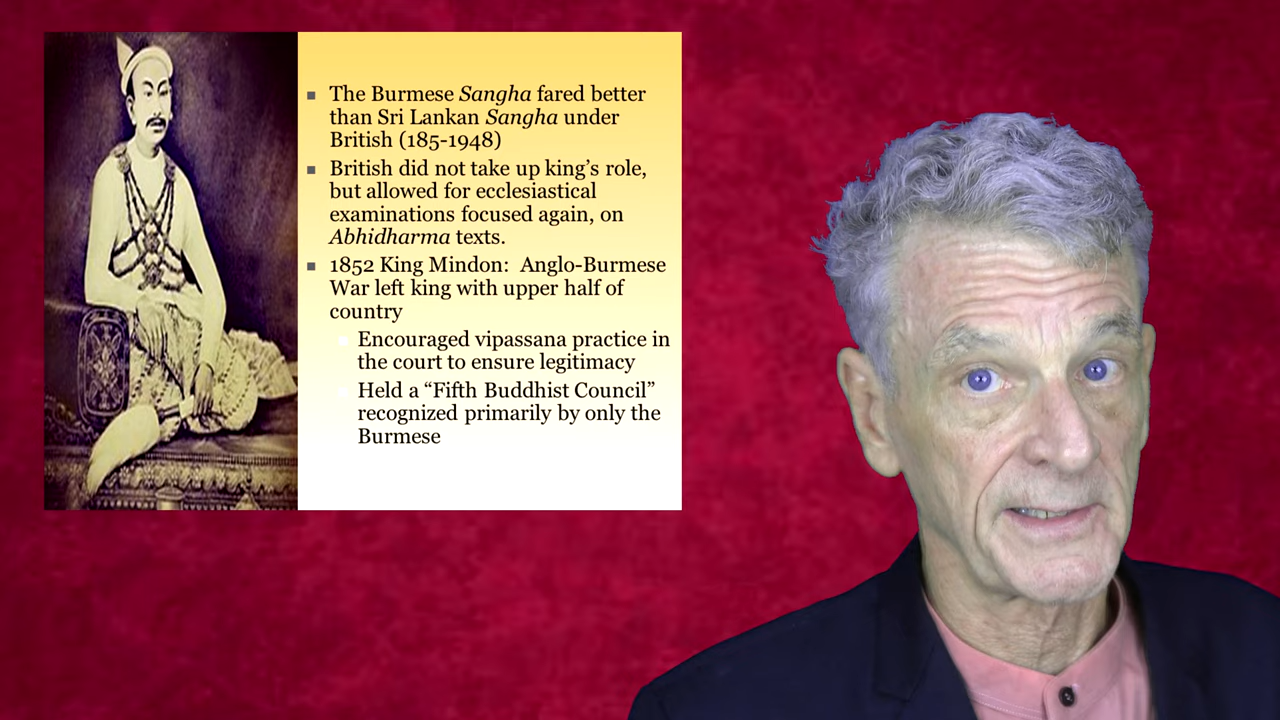 The Burmese Sangha fared better
than Sri Lankan Sangha under
British (185-1948)
British did not take up king’s role,
but allowed for ecclesiastical
examinations focused again, on
Abhidharma texts.
1852 King Mindon:  Anglo-Burmese
War left king with upper half of
country
Encouraged vipassana practice in
the court to ensure legitimacy
Held a “Fifth Buddhist Council”
recognized primarily by only the
Burmese